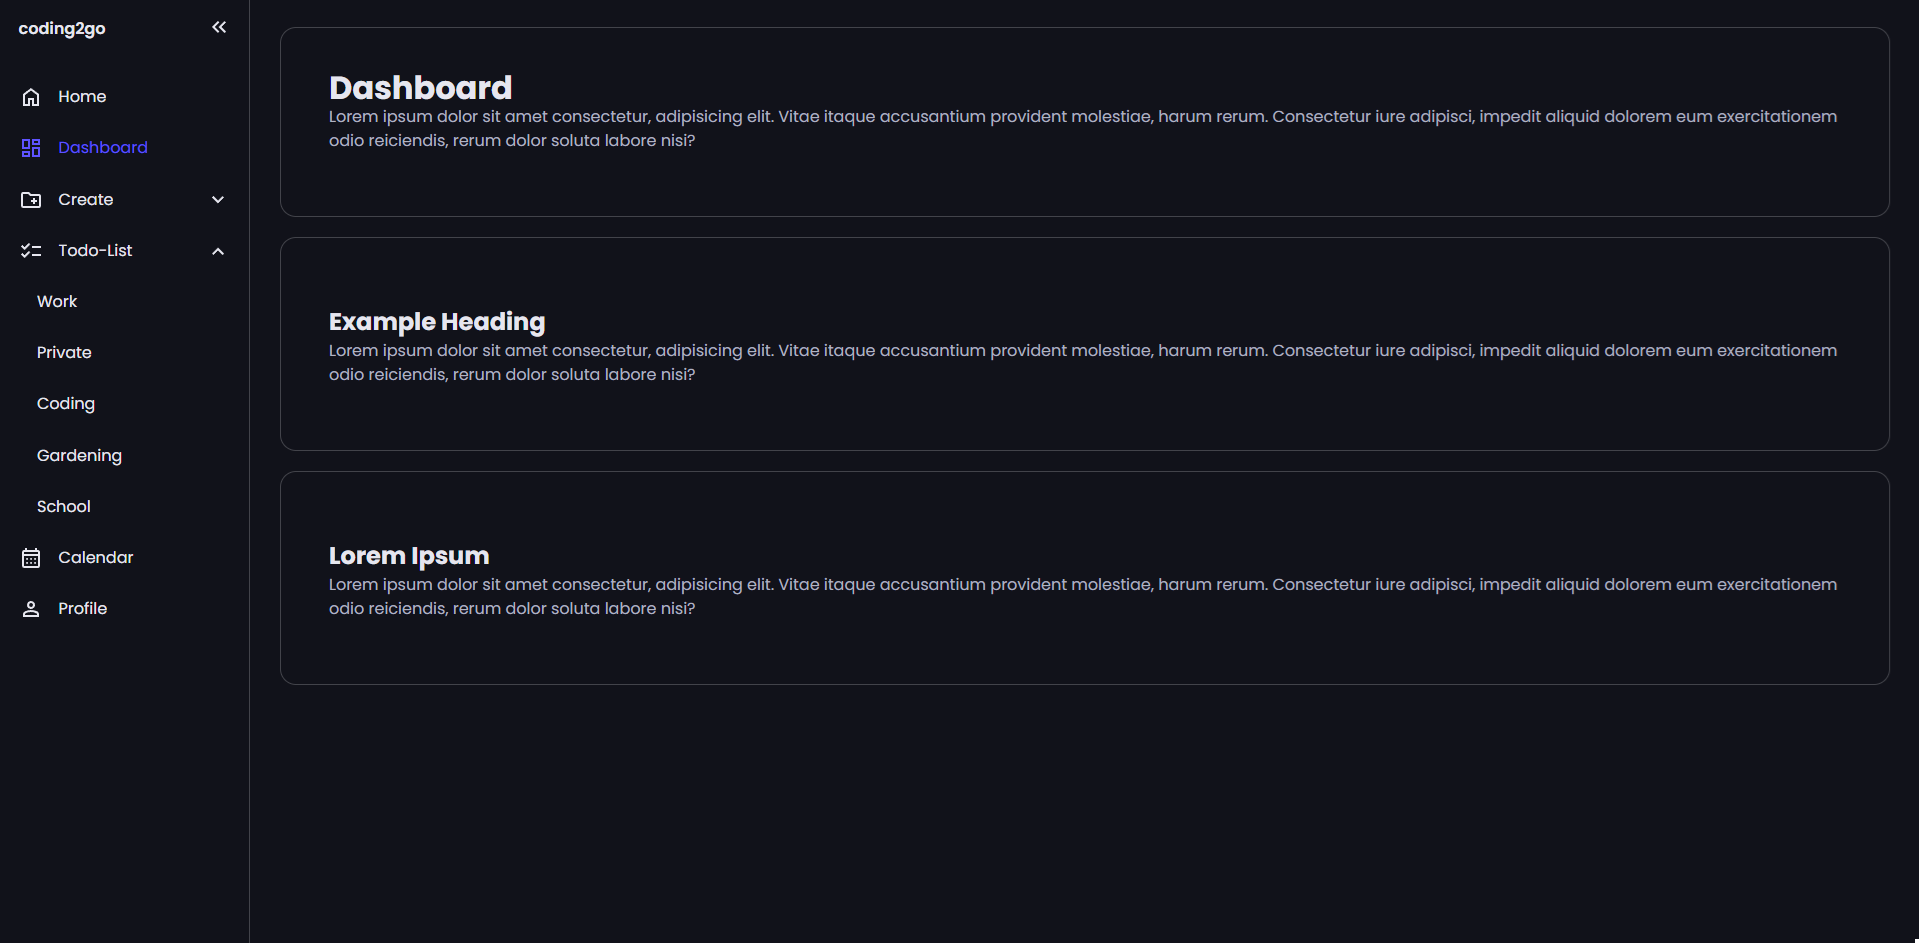 coding2go
Home
Dashboard
Create
Todo-List
Work
Private
Coding
Gardening
School
Calendar
Profile
Dashboard
Lorem ipsum dolor sit amet consectetur, adipisicing elit. Vitae itaque accusantium provident molestiae, harum rerum. Consectetur iure adipisci, impedit aliquid dolorem eum exercitationem
odio reiciendis, rerum dolor soluta labore nisi?
Example Heading
Lorem ipsum dolor sit amet consectetur, adipisicing elit. Vitae itaque accusantium provident molestiae, harum rerum. Consectetur iure adipisci, impedit aliquid dolorem eum exercitationem
odio reiciendis, rerum dolor soluta labore nisi?
Lorem Ipsum
Lorem ipsum dolor sit amet consectetur, adipisicing elit. Vitae itaque accusantium provident molestiae, harum rerum. Consectetur iure adipisci, impedit aliquid dolorem eum exercitationem
odio reiciendis, rerum dolor soluta labore nisi?